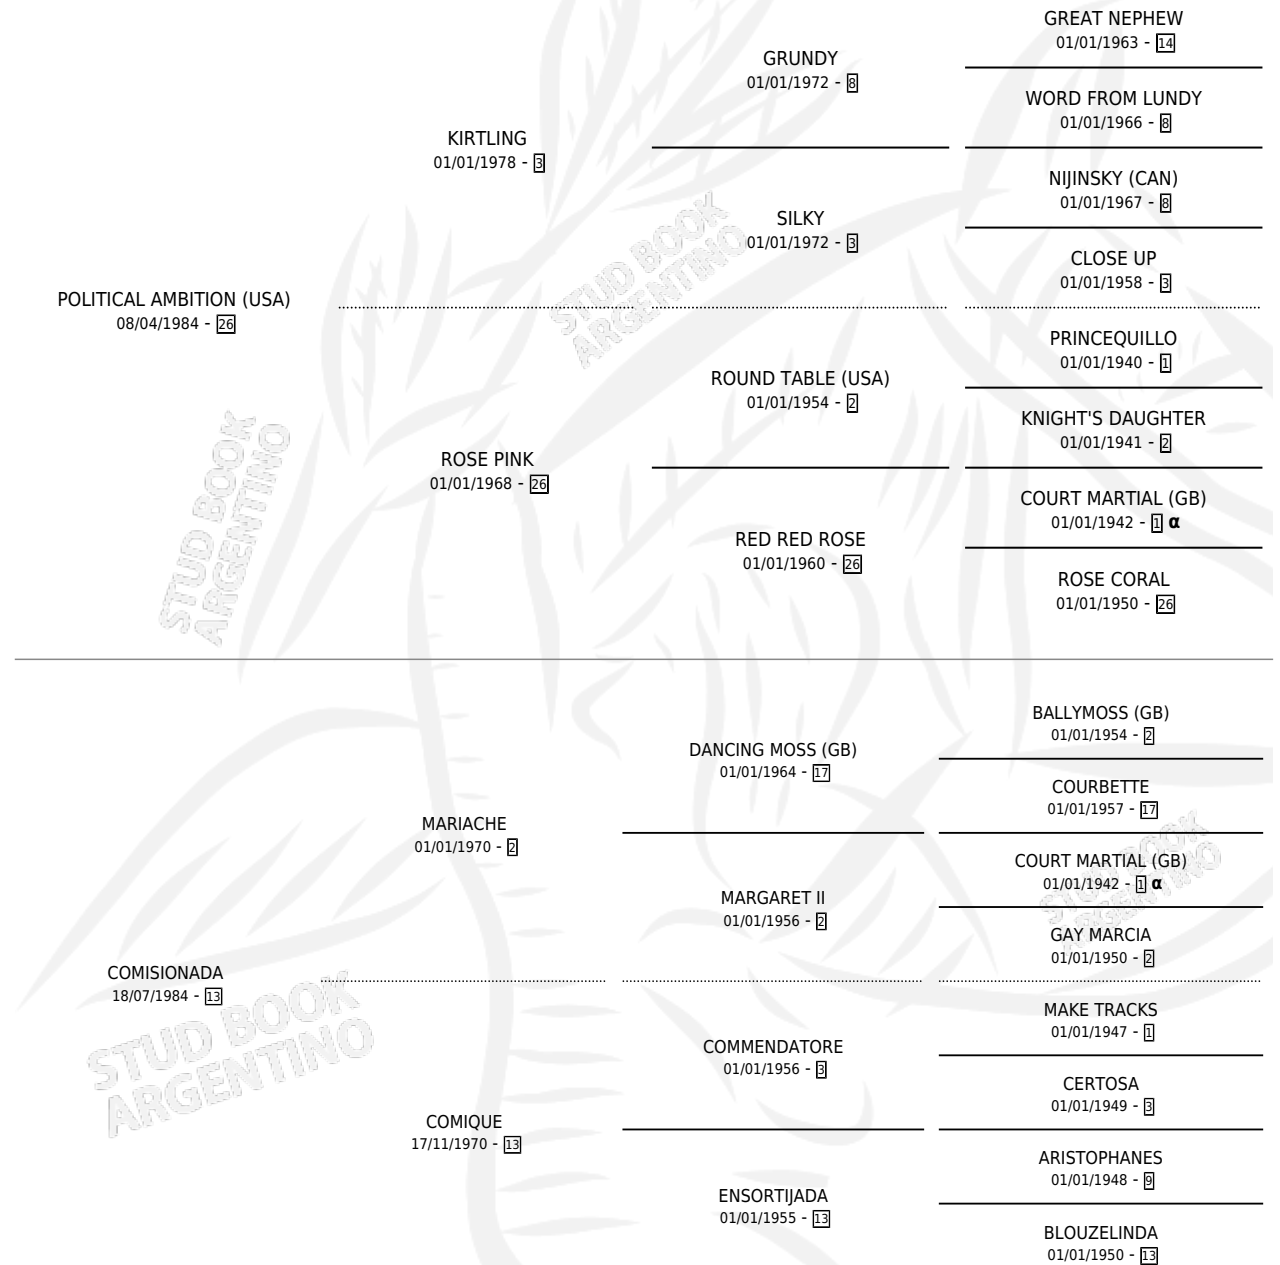 GREAT NEPHEW
01/01/1963 - 14
GRUNDY
01/01/1972 - 8
WORD FROM LUNDY
01/01/1966 - 8
KIRTLING
01/01/1978 - 3
NIJINSKY (CAN)
01/01/1967 - 8
SILKY
01/01/1972 - 3
CLOSE UP
01/01/1958 - 3
STUD BOOK
ARGENTINO
POLITICAL AMBITION (USA)
08/04/1984 - 26
PRINCEQUILLO
01/01/1940 - 1
ROUND TABLE (USA)
01/01/1954 - 2
KNIGHT'S DAUGHTER
01/01/1941 - 2
ROSE PINK
01/01/1968 - 26
COURT MARTIAL (GB)
01/01/1942 - 1 α
RED RED ROSE
01/01/1960 - 26
ROSE CORAL
01/01/1950 - 26
STUD BOOK
ARGENTINO
BALLYMOSS (GB)
01/01/1954 - 2
DANCING MOSS (GB)
01/01/1964 - 17
COURBETTE
01/01/1957 - 17
MARIACHE
01/01/1970 - 2
COURT MARTIAL (GB)
01/01/1942 - 1 α
STUD BOOK
ARGENTINO
MARGARET II
01/01/1956 - 2
GAY MARCIA
01/01/1950 - 2
COMISIONADA
18/07/1984 - 13
STUD BOOK
ARGENTINO
MAKE TRACKS
01/01/1947 - 1
COMMENDATORE
01/01/1956 - 3
CERTOSA
01/01/1949 - 3
COMIQUE
17/11/1970 - 13
ARISTOPHANES
01/01/1948 - 9
ENSORTIJADA
01/01/1955 - 13
BLOUZELINDA
01/01/1950 - 13